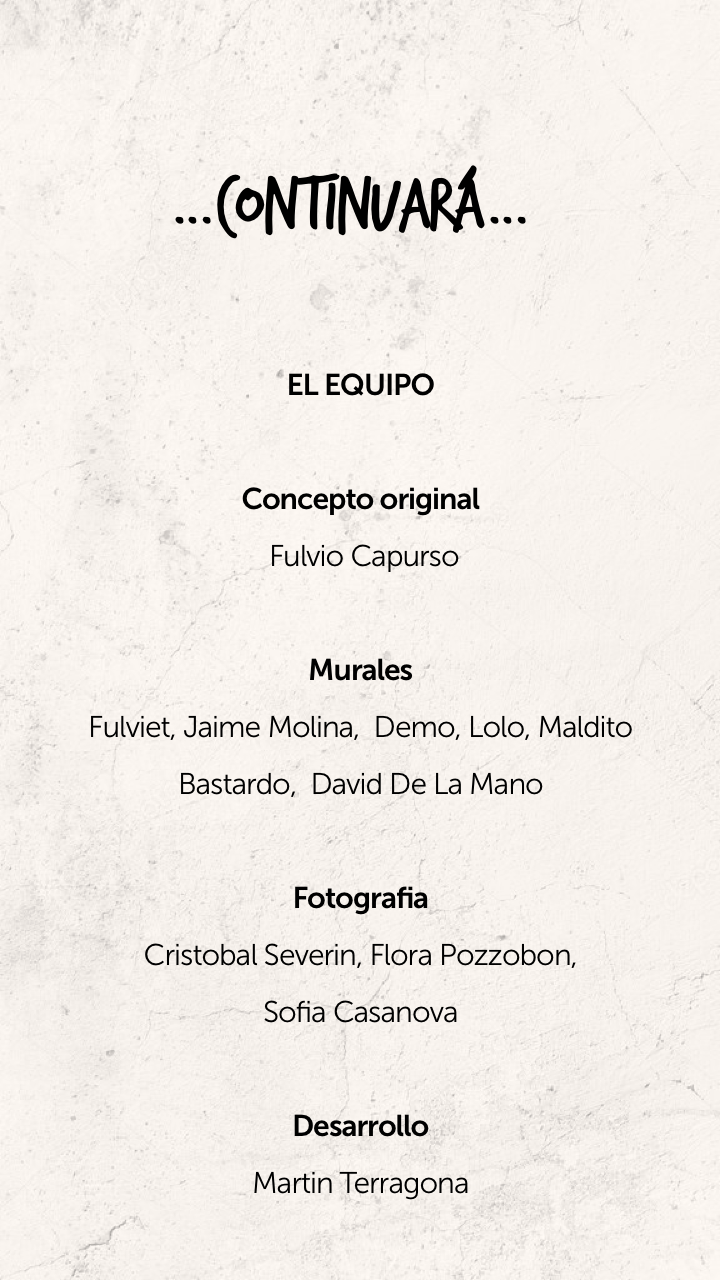 ...CONTINUARÁ...
EL EQUIPO
Concepto original
Fulvio Capurso
Murales
Fulviet, Jaime Molina,  Demo, Lolo, Maldito
Bastardo,  David De La Mano
Fotografia
Cristobal Severin, Flora Pozzobon,
Sofia Casanova
Desarrollo
Martin Terragona